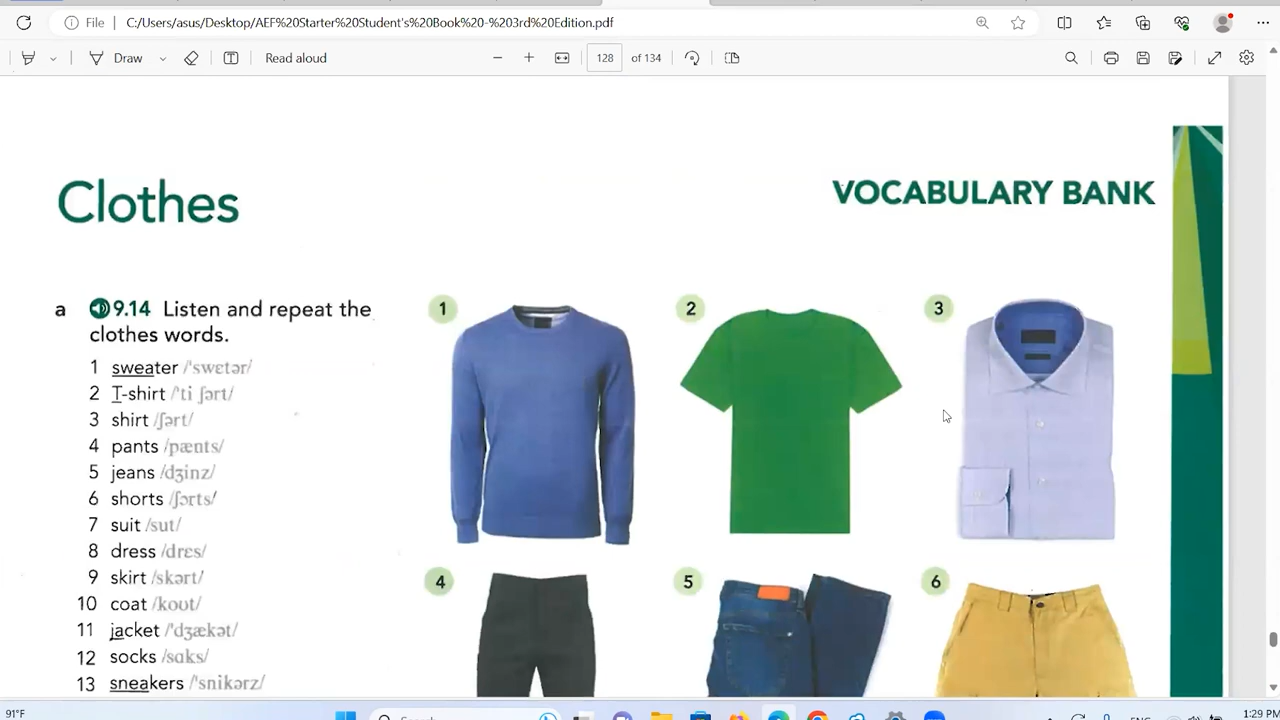 File
C:/Users/asus/Desktop/AEF%20Starter%20Student's%20Book%20-%203rd%20Edition.pdf
Draw
Read aloud
128 of 134
Clothes
VOCABULARY BANK
a 9.14 Listen and repeat the
clothes words.
1 sweater /ˈswɛtər/
2 T-shirt /ˈti ʃərt/
3 shirt /ʃərt/
4 pants /pænts/
5 jeans /dʒinz/
6 shorts /ʃɔrts/
7 suit /sut/
8 dress /drɛs/
9 skirt /skərt/
10 coat /koʊt/
11 jacket /ˈdʒækət/
12 socks /sɑks/
13 sneakers /ˈsnikərz/
1
2
3
4
5
6
91°F
Search
ENG
1:29 PM